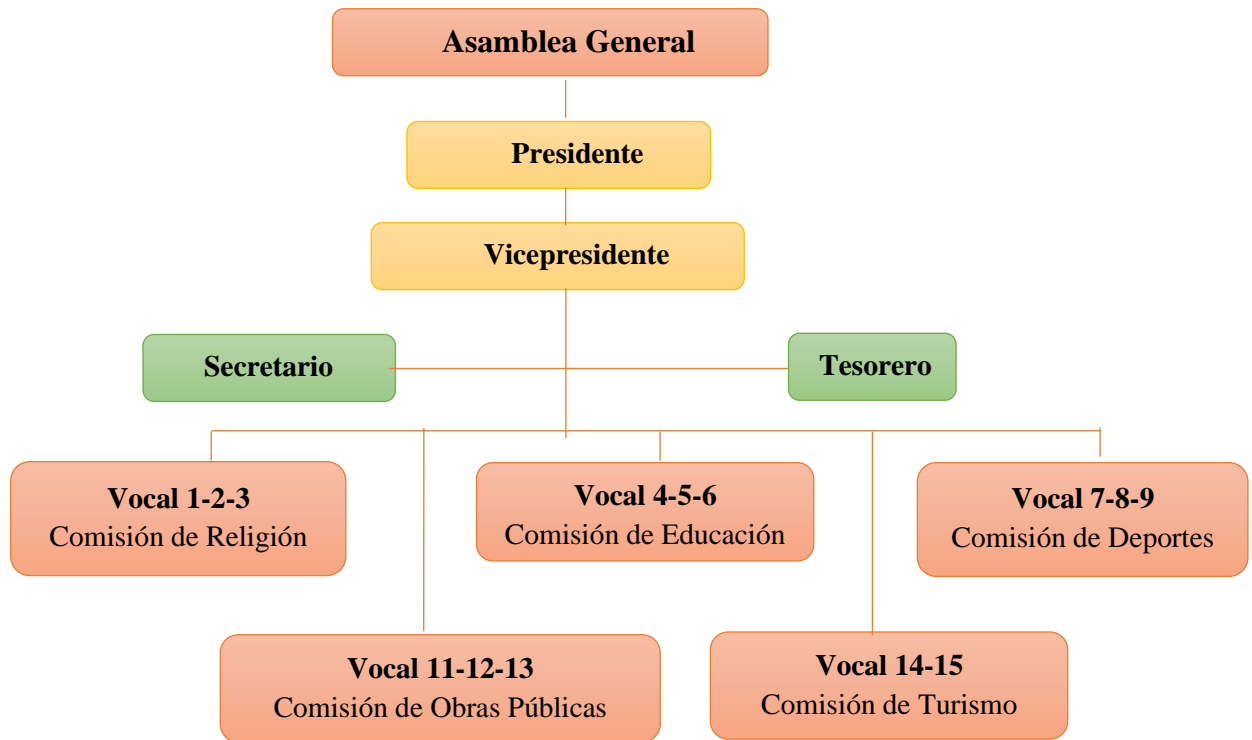 Asamblea General
Presidente
Vicepresidente
Secretario
Tesorero
Vocal 1-2-3
Comisión de Religión
Vocal 4-5-6
Comisión de Educación
Vocal 7-8-9
Comisión de Deportes
Vocal 11-12-13
Comisión de Obras Públicas
Vocal 14-15
Comisión de Turismo